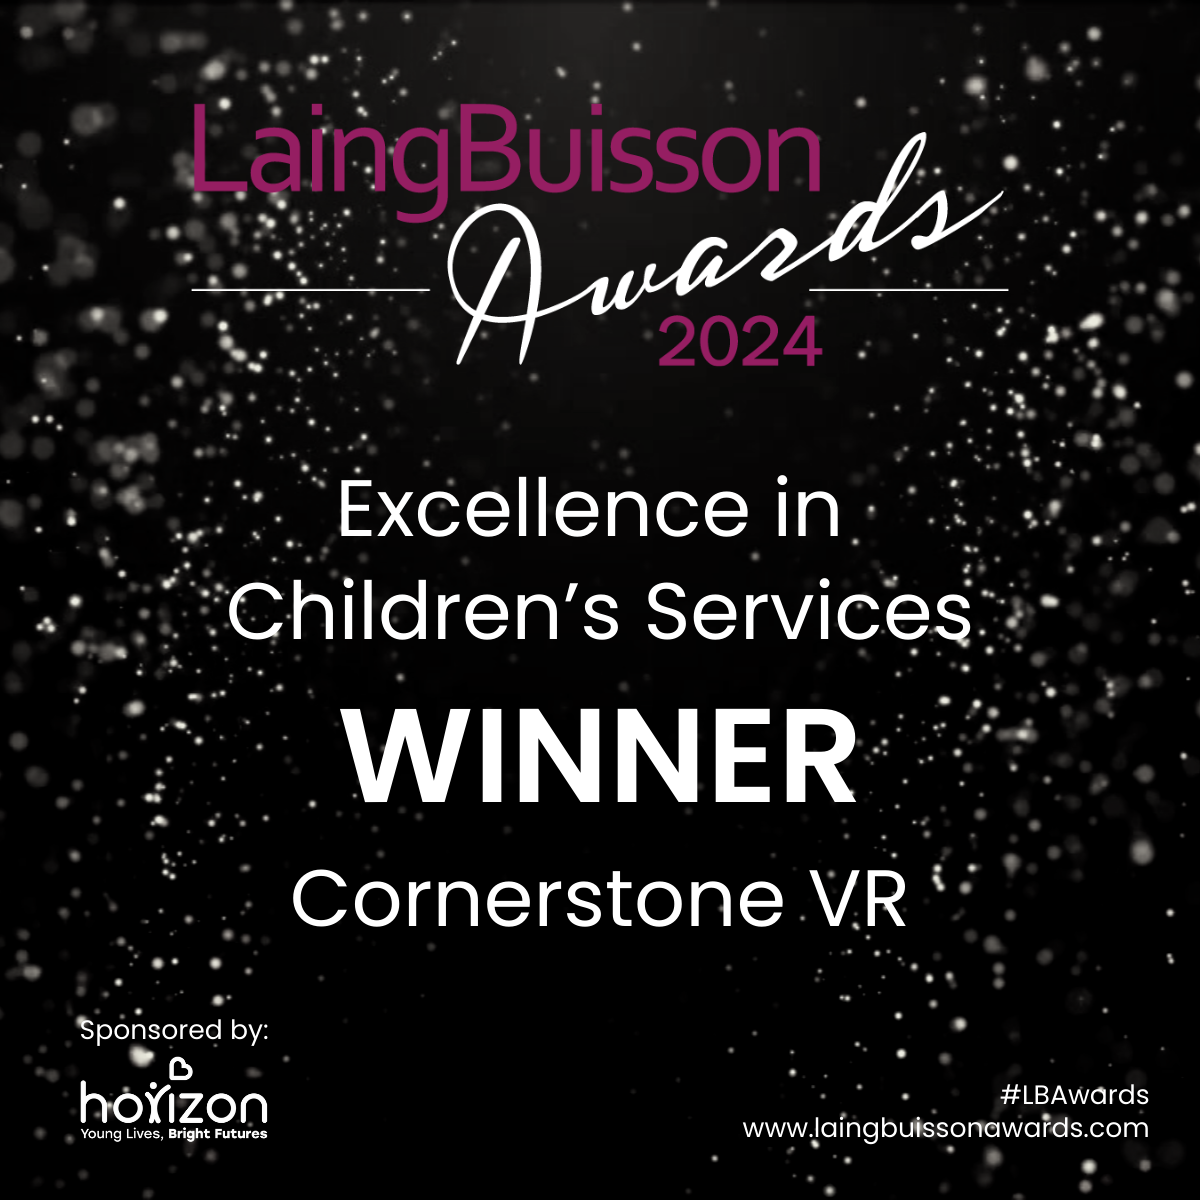 LaingBuisson
Awards
2024
Excellence in
Children’s Services
WINNER
Cornerstone VR
Sponsored by:
horizon
Young Lives, Bright Futures
#LBAwards
www.laingbuissonawards.com